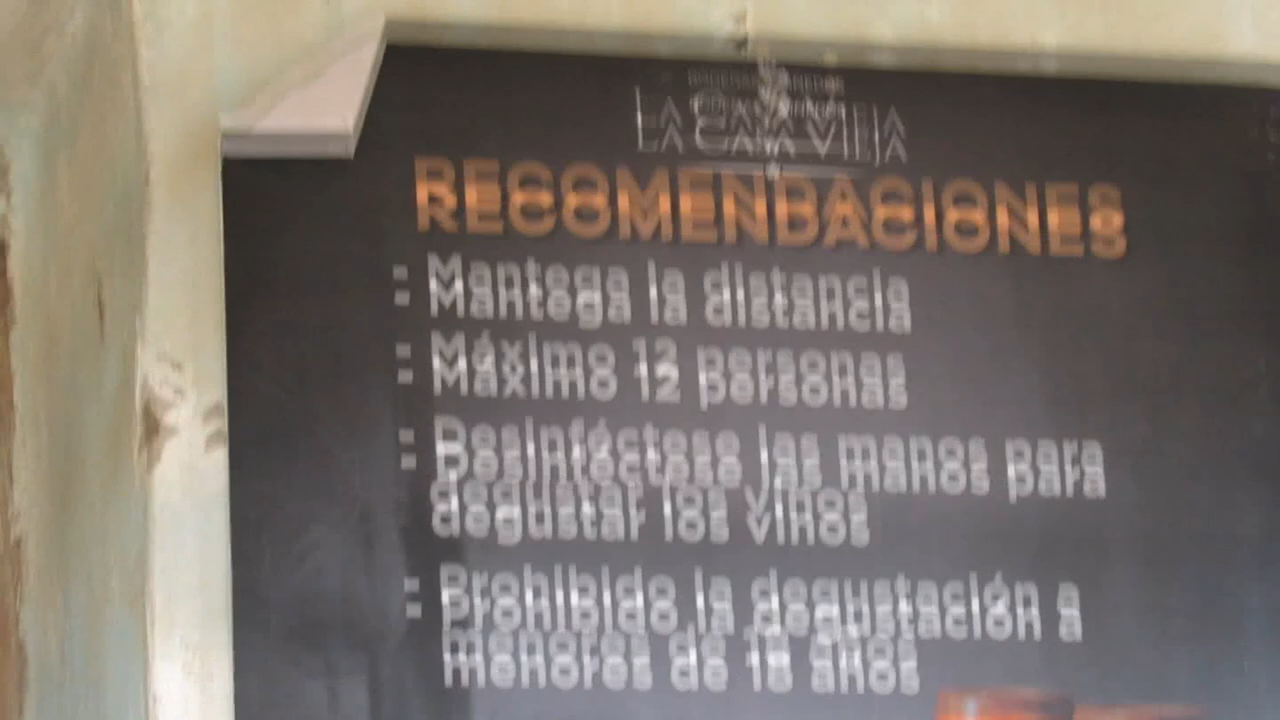 LA CAVA VIEJA
RECOMENDACIONES
- Mantega la distancia
- Máximo 12 personas
- Desinféctese las manos para
degustar los vinos
- Prohibido la degustación a
menores de 18 años